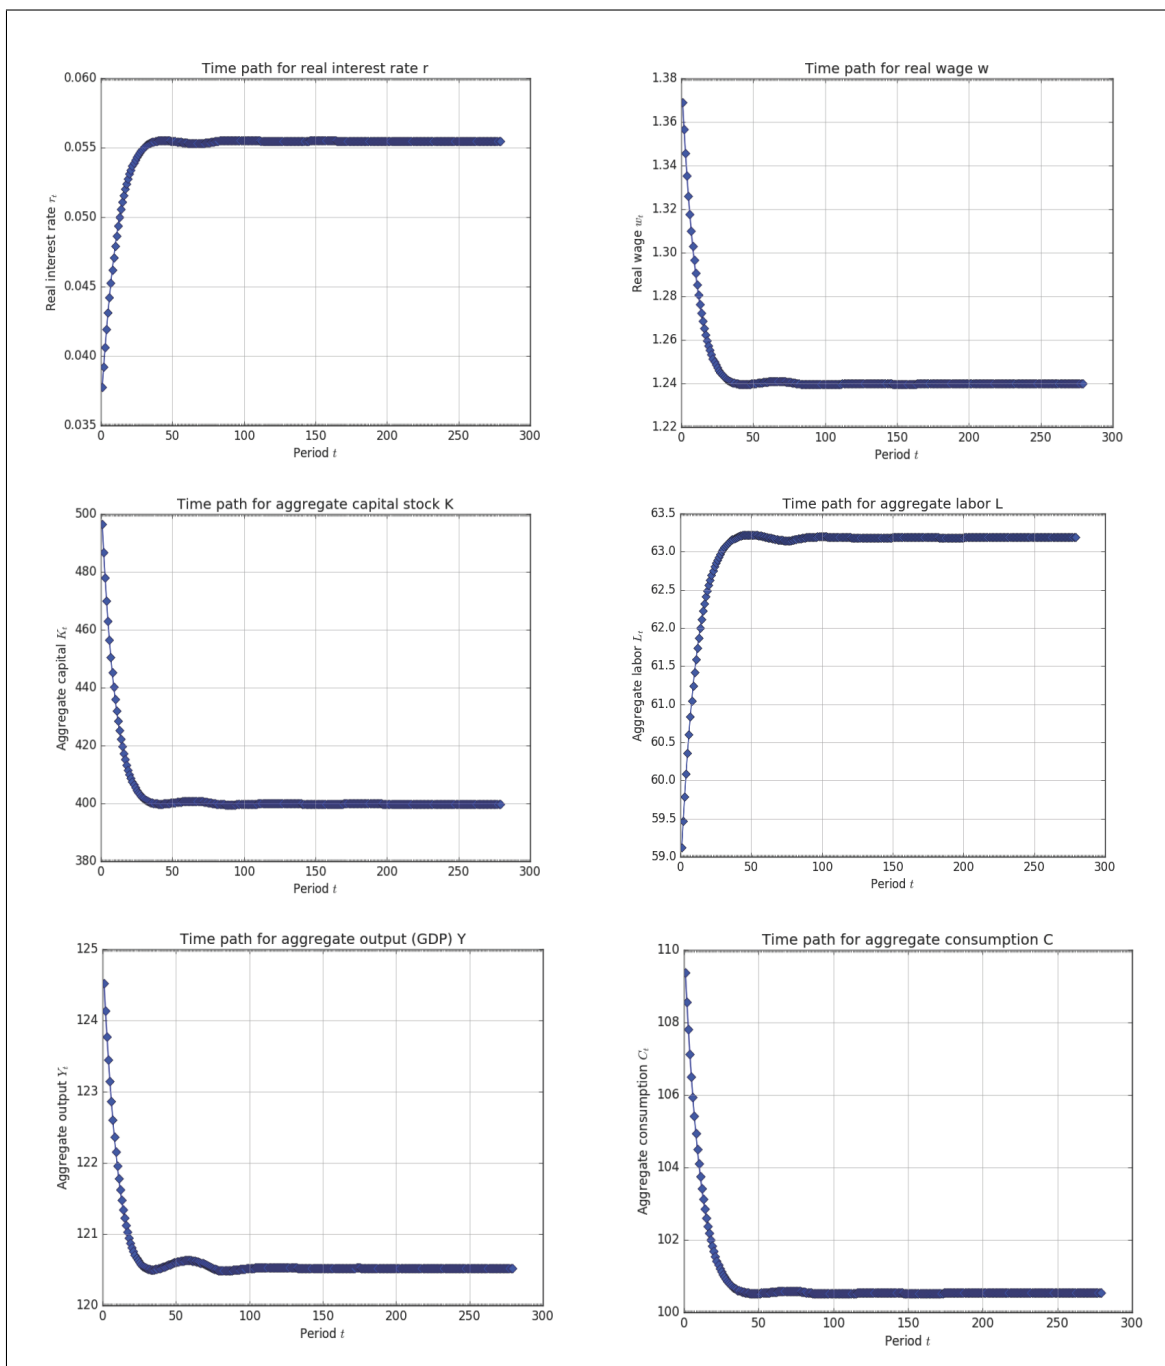 Time path for real interest rate r
0.060
0.055
0.050
0.045
0.040
0.035
Real interest rate r_t
0 50 100 150 200 250 300
Period t
Time path for real wage w
1.38
1.36
1.34
1.32
1.30
1.28
1.26
1.24
1.22
Real wage w_t
0 50 100 150 200 250 300
Period t
Time path for aggregate capital stock K
500
480
460
440
420
400
380
Aggregate capital K_t
0 50 100 150 200 250 300
Period t
Time path for aggregate labor L
63.5
63.0
62.5
62.0
61.5
61.0
60.5
60.0
59.5
59.0
Aggregate labor L_t
0 50 100 150 200 250 300
Period t
Time path for aggregate output (GDP) Y
125
124
123
122
121
120
Aggregate output Y_t
0 50 100 150 200 250 300
Period t
Time path for aggregate consumption C
110
108
106
104
102
100
Aggregate consumption C_t
0 50 100 150 200 250 300
Period t